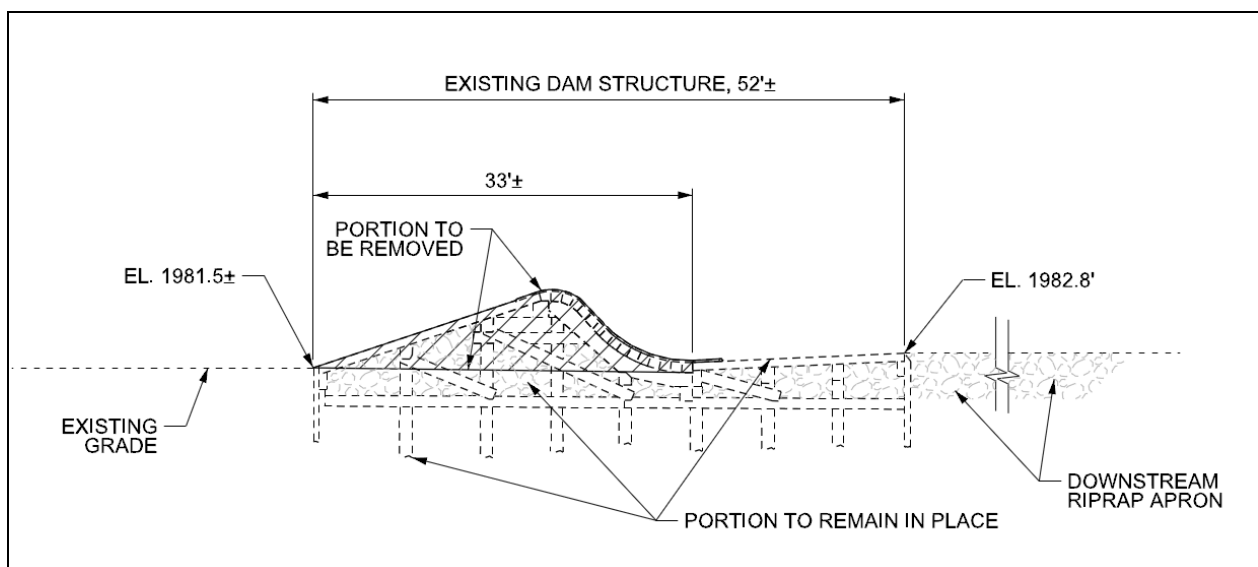 EXISTING DAM STRUCTURE, 52'±
33'±
PORTION TO
BE REMOVED
EL. 1981.5±
EL. 1982.8'
EXISTING
GRADE
DOWNSTREAM
RIPRAP APRON
PORTION TO REMAIN IN PLACE